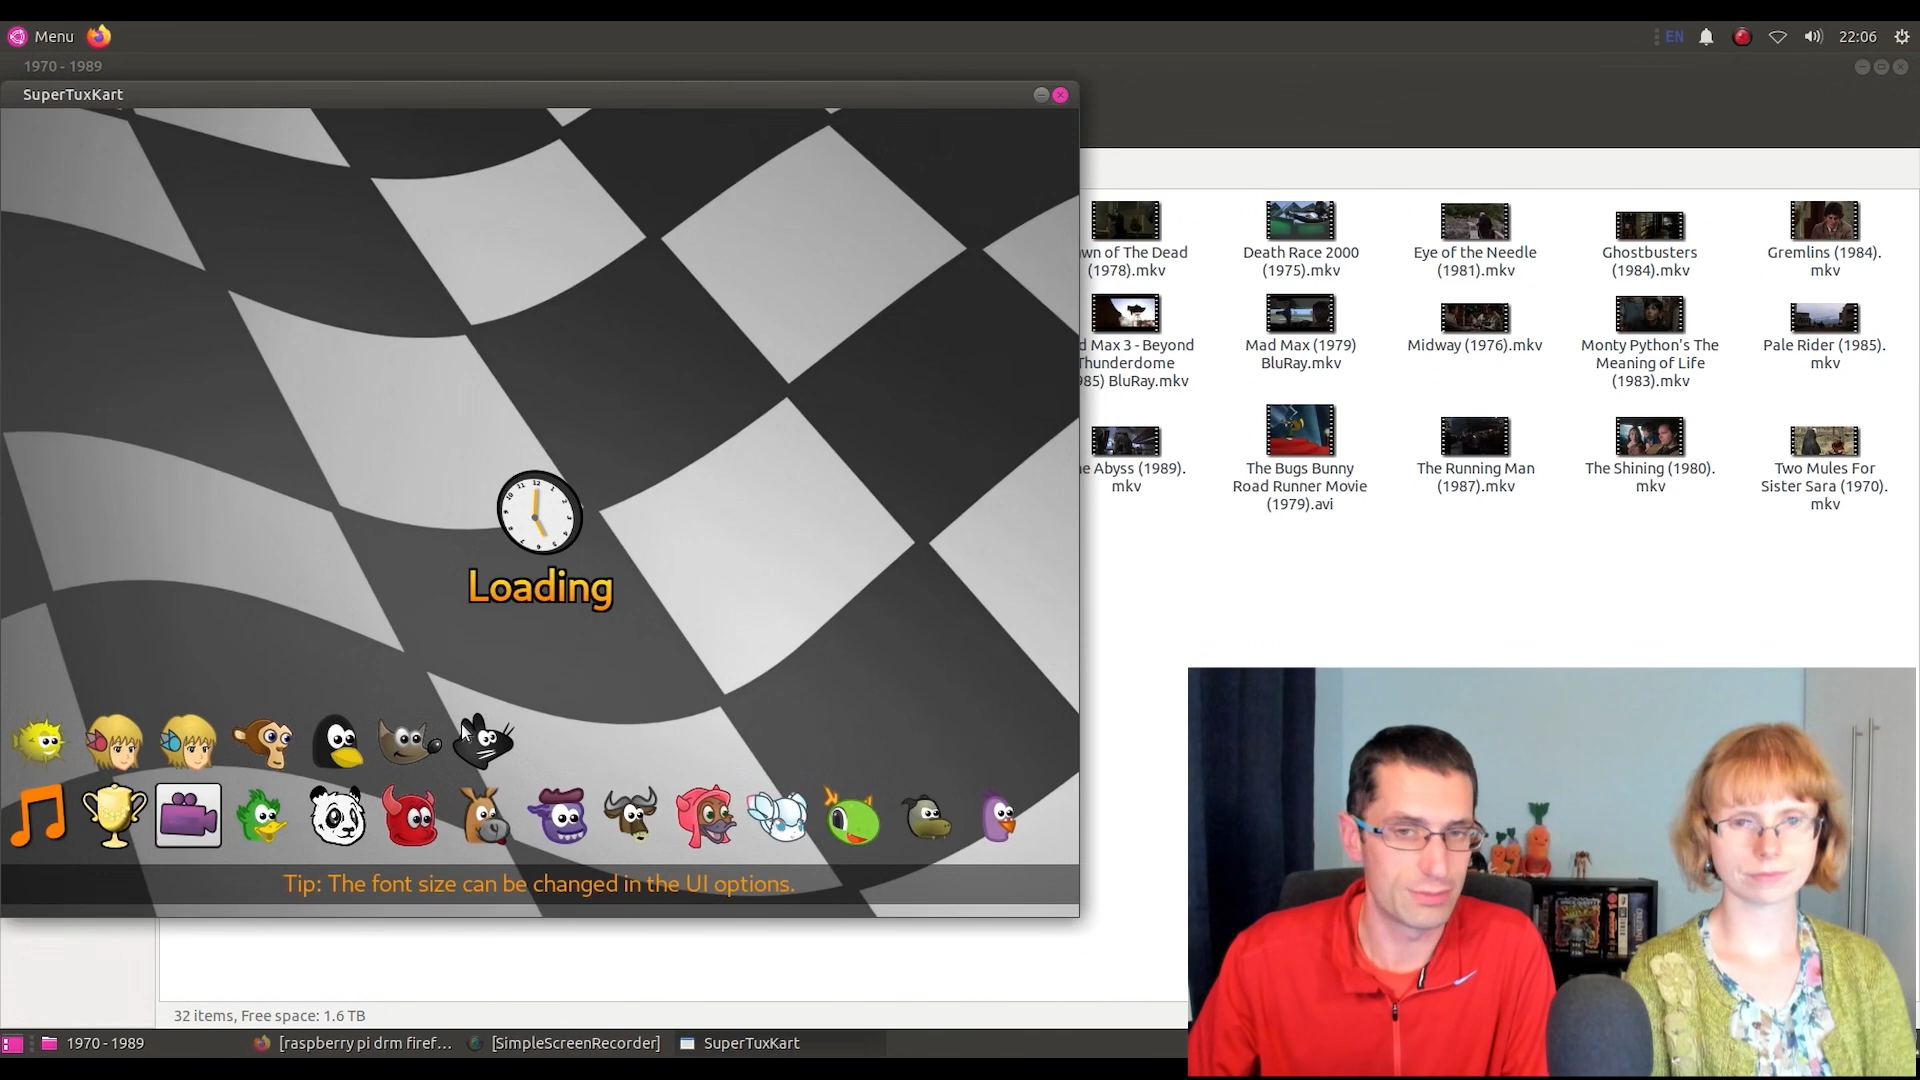 Menu
EN
22:06
1970 - 1989
SuperTuxKart
wn of The Dead
(1978).mkv
Death Race 2000
(1975).mkv
Eye of the Needle
(1981).mkv
Ghostbusters
(1984).mkv
Gremlins (1984).
mkv
d Max 3 - Beyond
Thunderdome
985) BluRay.mkv
Mad Max (1979)
BluRay.mkv
Midway (1976).mkv
Monty Python's The
Meaning of Life
(1983).mkv
Pale Rider (1985).
mkv
e Abyss (1989).
mkv
The Bugs Bunny
Road Runner Movie
(1979).avi
The Running Man
(1987).mkv
The Shining (1980).
mkv
Two Mules For
Sister Sara (1970).
mkv
Loading
Tip: The font size can be changed in the UI options.
32 items, Free space: 1.6 TB
1970 - 1989
[raspberry pi drm firef...
[SimpleScreenRecorder]
SuperTuxKart